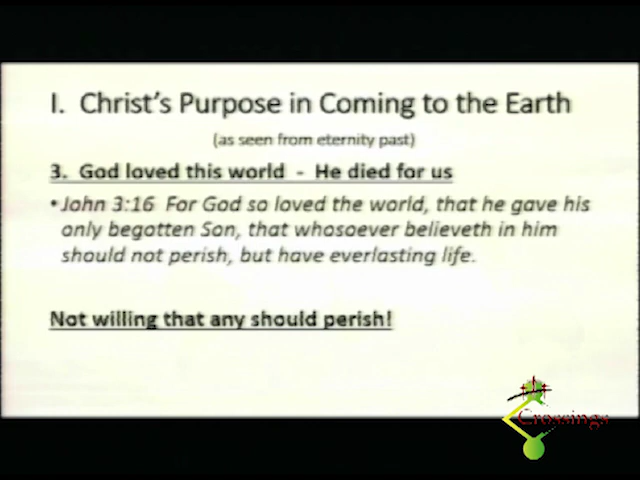 I. Christ's Purpose in Coming to the Earth
(as seen from eternity past)
3. God loved this world - He died for us
•John 3:16 For God so loved the world, that he gave his
only begotten Son, that whosoever believeth in him
should not perish, but have everlasting life.
Not willing that any should perish!
Crossings